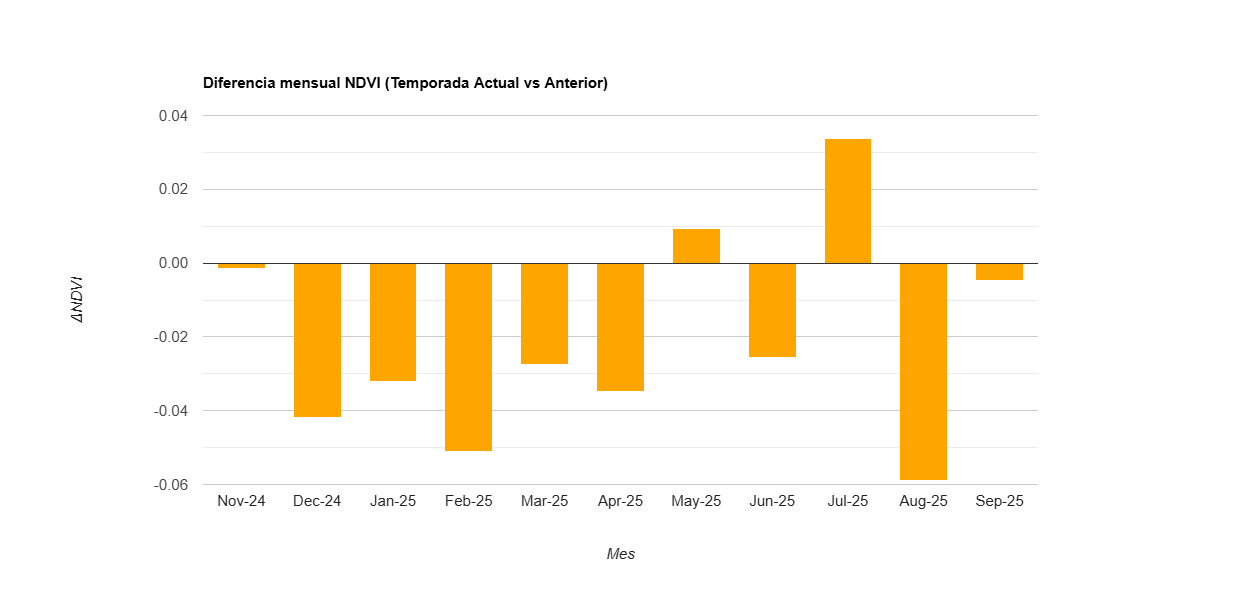 Diferencia mensual NDVI (Temporada Actual vs Anterior)
0.04
0.02
0.00
-0.02
-0.04
-0.06
ΔNDVI
Nov-24 Dec-24 Jan-25 Feb-25 Mar-25 Apr-25 May-25 Jun-25 Jul-25 Aug-25 Sep-25
Mes